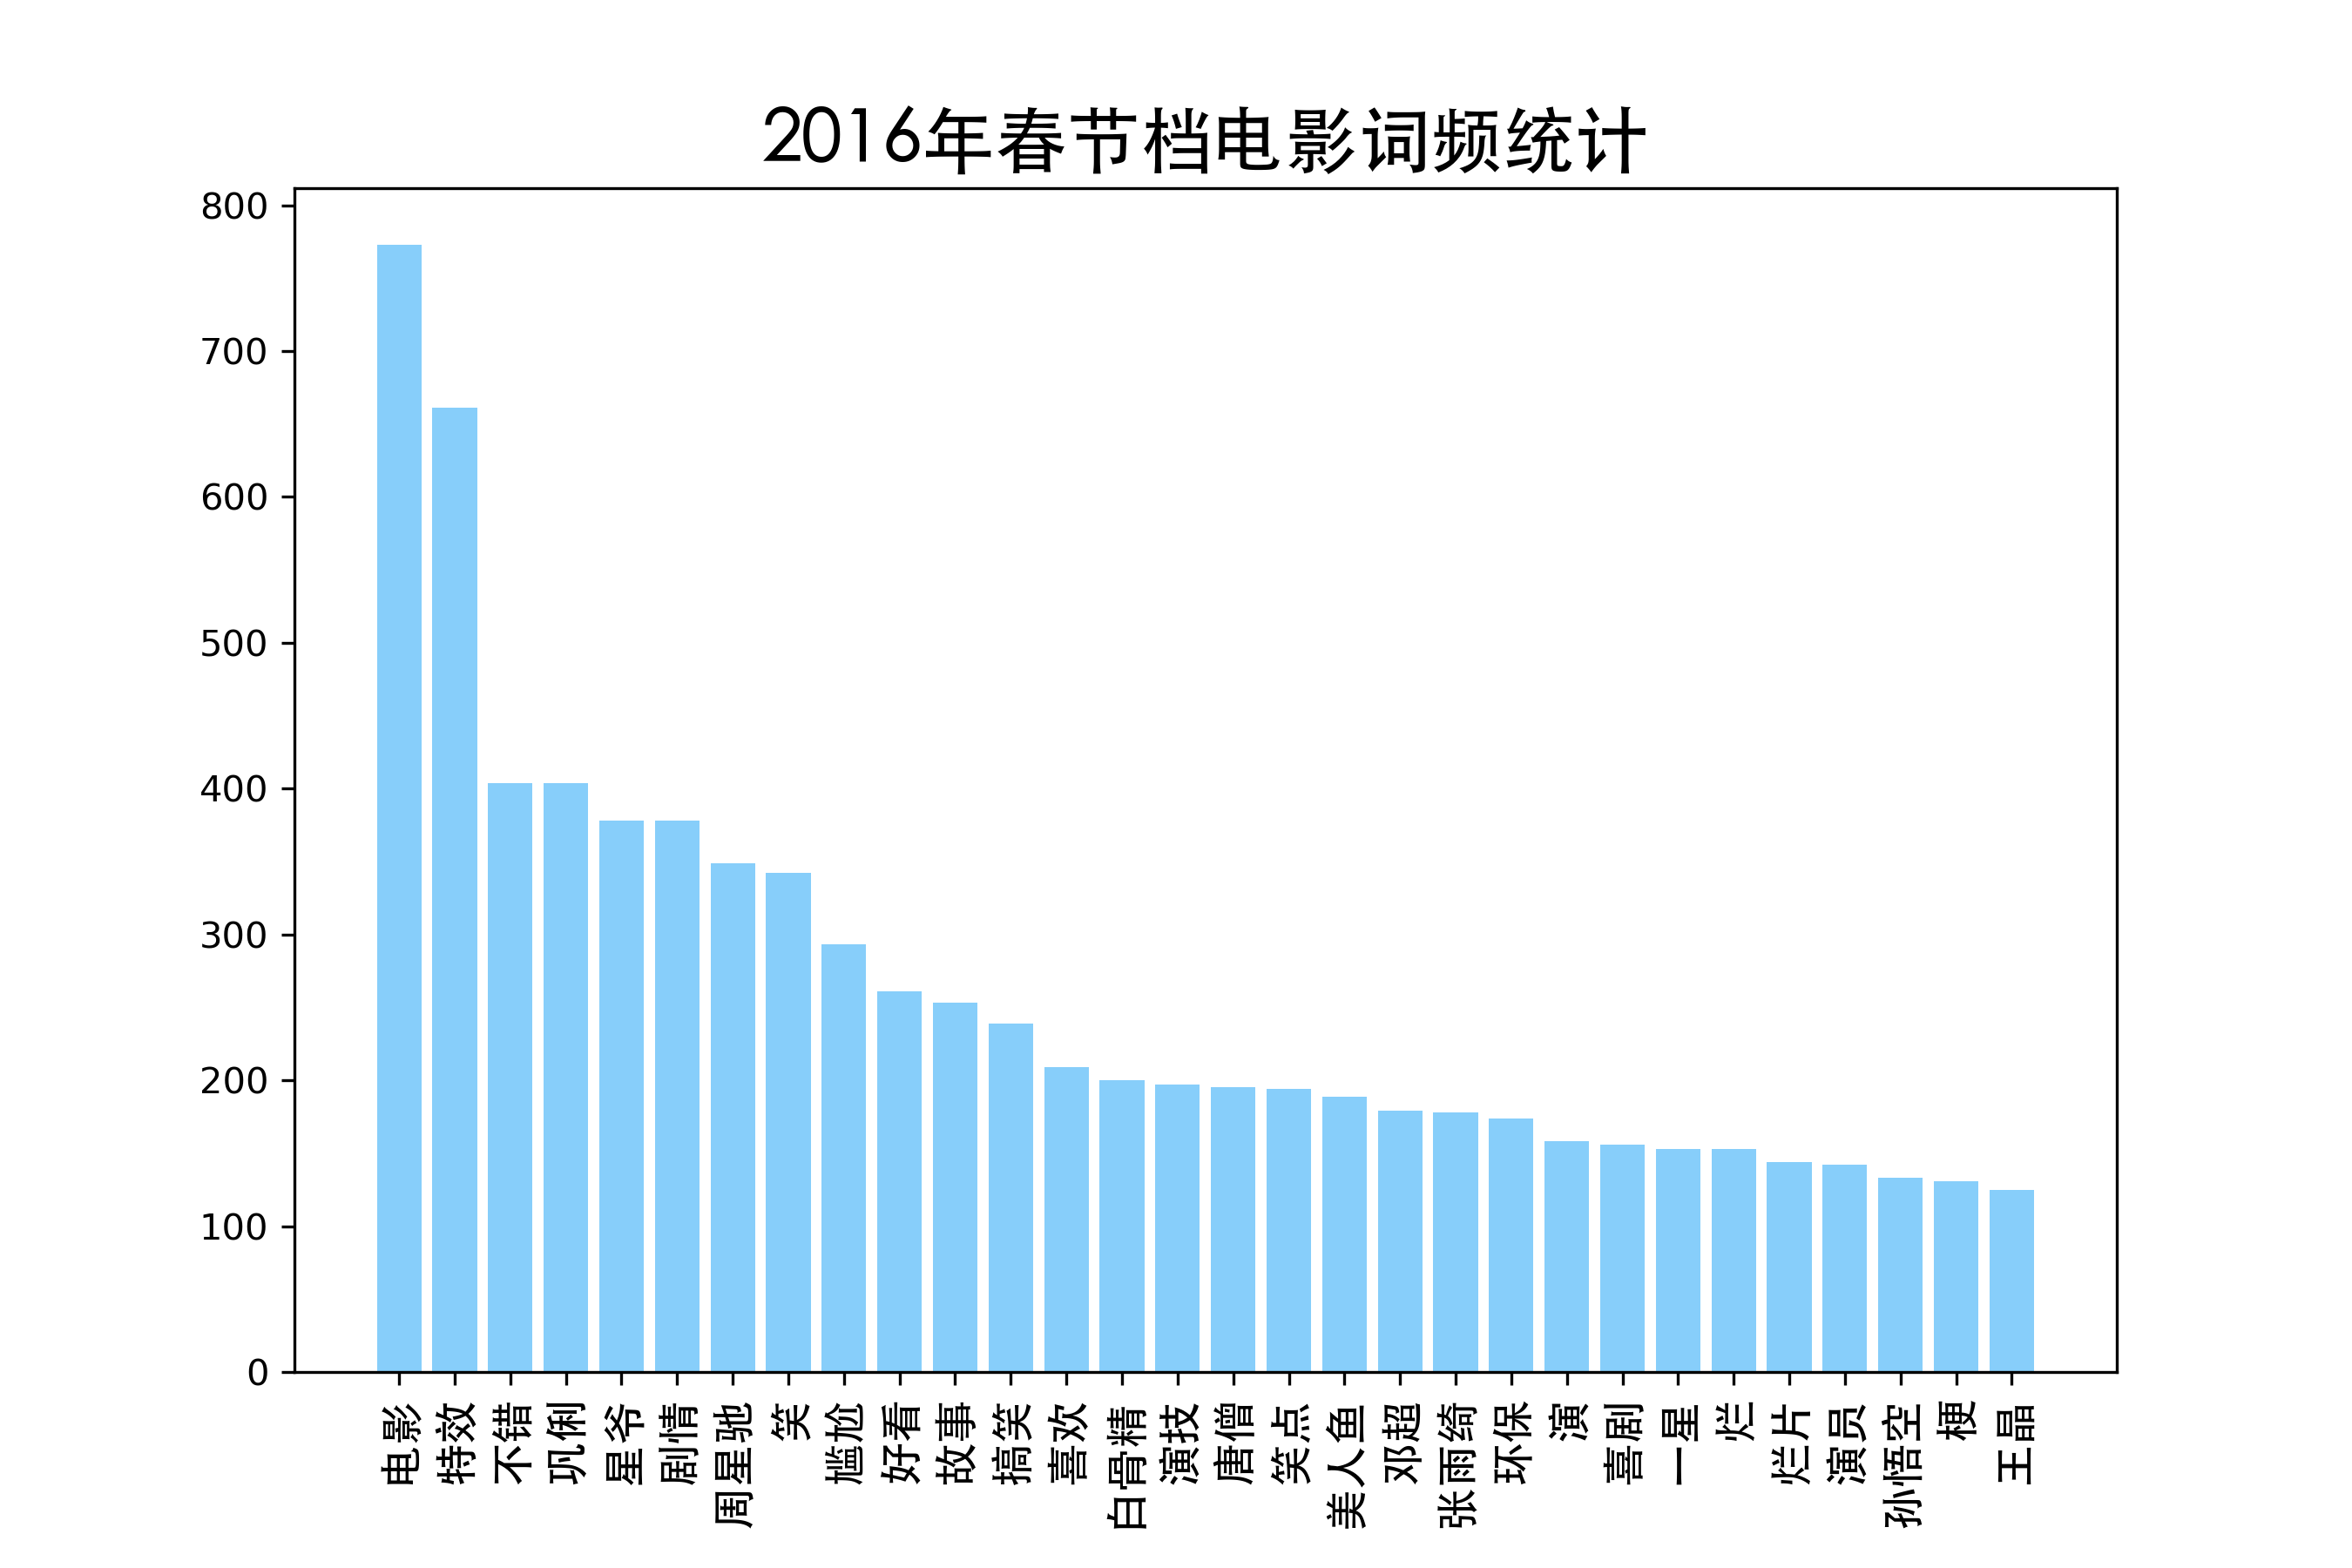 2016年春节档电影词频统计
800
700
600
500
400
300
200
100
0
电影
特效
不错
巩俐
星爷
剧情
周星驰
笑
尴尬
好看
故事
搞笑
喜欢
白骨精
演技
唐僧
笑点
美人鱼
邓超
张雨绮
环保
演
喜剧
一星
烂
烂片
演员
孙悟空
梗
王晶